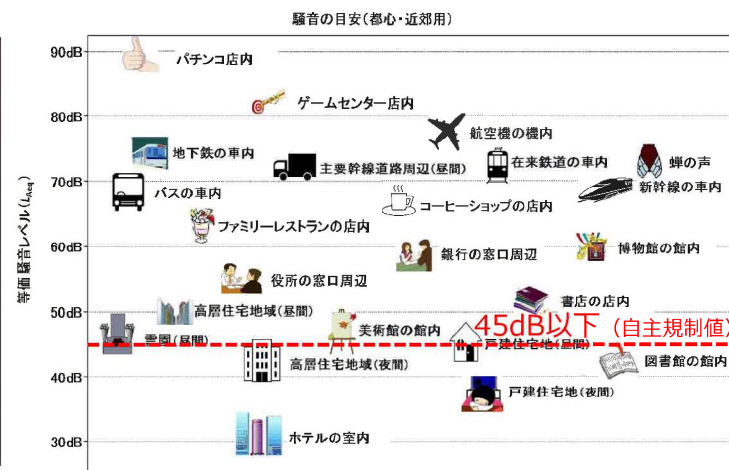 騒音の目安(都心・近郊用)
等価騒音レベル(LAeq)
90dB
パチンコ店内
ゲームセンター店内
80dB
航空機の機内
地下鉄の車内
主要幹線道路周辺(昼間)
在来鉄道の車内
蝉の声
70dB
バスの車内
新幹線の車内
コーヒーショップの店内
ファミリーレストランの店内
60dB
銀行の窓口周辺
博物館の館内
役所の窓口周辺
書店の店内
50dB
高層住宅地域(昼間)
美術館の館内
45dB以下(自主規制値)
霊園(昼間)
戸建住宅地(昼間)
高層住宅地域(夜間)
図書館の館内
40dB
戸建住宅地(夜間)
ホテルの室内
30dB